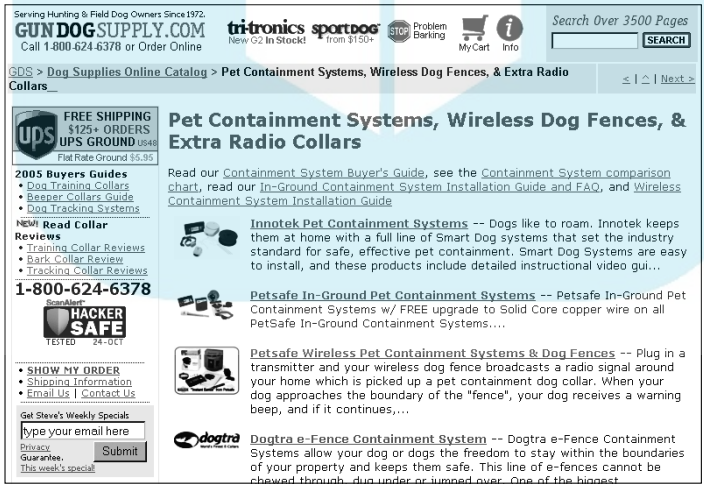 Serving Hunting & Field Dog Owners Since 1972.
GUNDOGSUPPLY.COM
Call 1-800-624-6378 or Order Online
tri-tronics
New G2 In Stock!
SPORTDOG
from $150+
STOP
Problem
Barking
My Cart
i
Info
Search Over 3500 Pages
SEARCH
GDS > Dog Supplies Online Catalog > Pet Containment Systems, Wireless Dog Fences, & Extra Radio
Collars__
< | ^ | Next >
ups
FREE SHIPPING
$125+ ORDERS
UPS GROUND US48
Flat Rate Ground $5.95
2005 Buyers Guides
• Dog Training Collars
• Beeper Collars Guide
• Dog Tracking Systems
NEW! Read Collar
Reviews
• Training Collar Reviews
• Bark Collar Review
• Tracking Collar Reviews
1-800-624-6378
ScanAlert
HACKER
SAFE
TESTED 24-OCT
• SHOW MY ORDER
• Shipping Information
• Email Us | Contact Us
Get Steve's Weekly Specials
type your email here
Privacy
Guarantee.
Submit
This week's special!
Pet Containment Systems, Wireless Dog Fences, &
Extra Radio Collars
Read our Containment System Buyer's Guide, see the Containment System comparison
chart, read our In-Ground Containment System Installation Guide and FAQ, and Wireless
Containment System Installation Guide
Innotek Pet Containment Systems -- Dogs like to roam. Innotek keeps
them at home with a full line of Smart Dog systems that set the industry
standard for safe, effective pet containment. Smart Dog Systems are easy
to install, and these products include detailed instructional video gui...
Petsafe In-Ground Pet Containment Systems -- Petsafe In-Ground Pet
Containment Systems w/ FREE upgrade to Solid Core copper wire on all
PetSafe In-Ground Containment Systems....
Petsafe Wireless Pet Containment Systems & Dog Fences -- Plug in a
transmitter and your wireless dog fence broadcasts a radio signal around
your home which is picked up a pet containment dog collar. When your
dog approaches the boundary of the "fence", your dog receives a warning
beep, and if it continues,...
dogtra
Dogtra e-Fence Containment System -- Dogtra e-Fence Containment
Systems allow your dog or dogs the freedom to stay within the boundaries
of your property and keeps them safe. This line of e-fences cannot be
chewed through, dug under or jumped over. One of the biggest